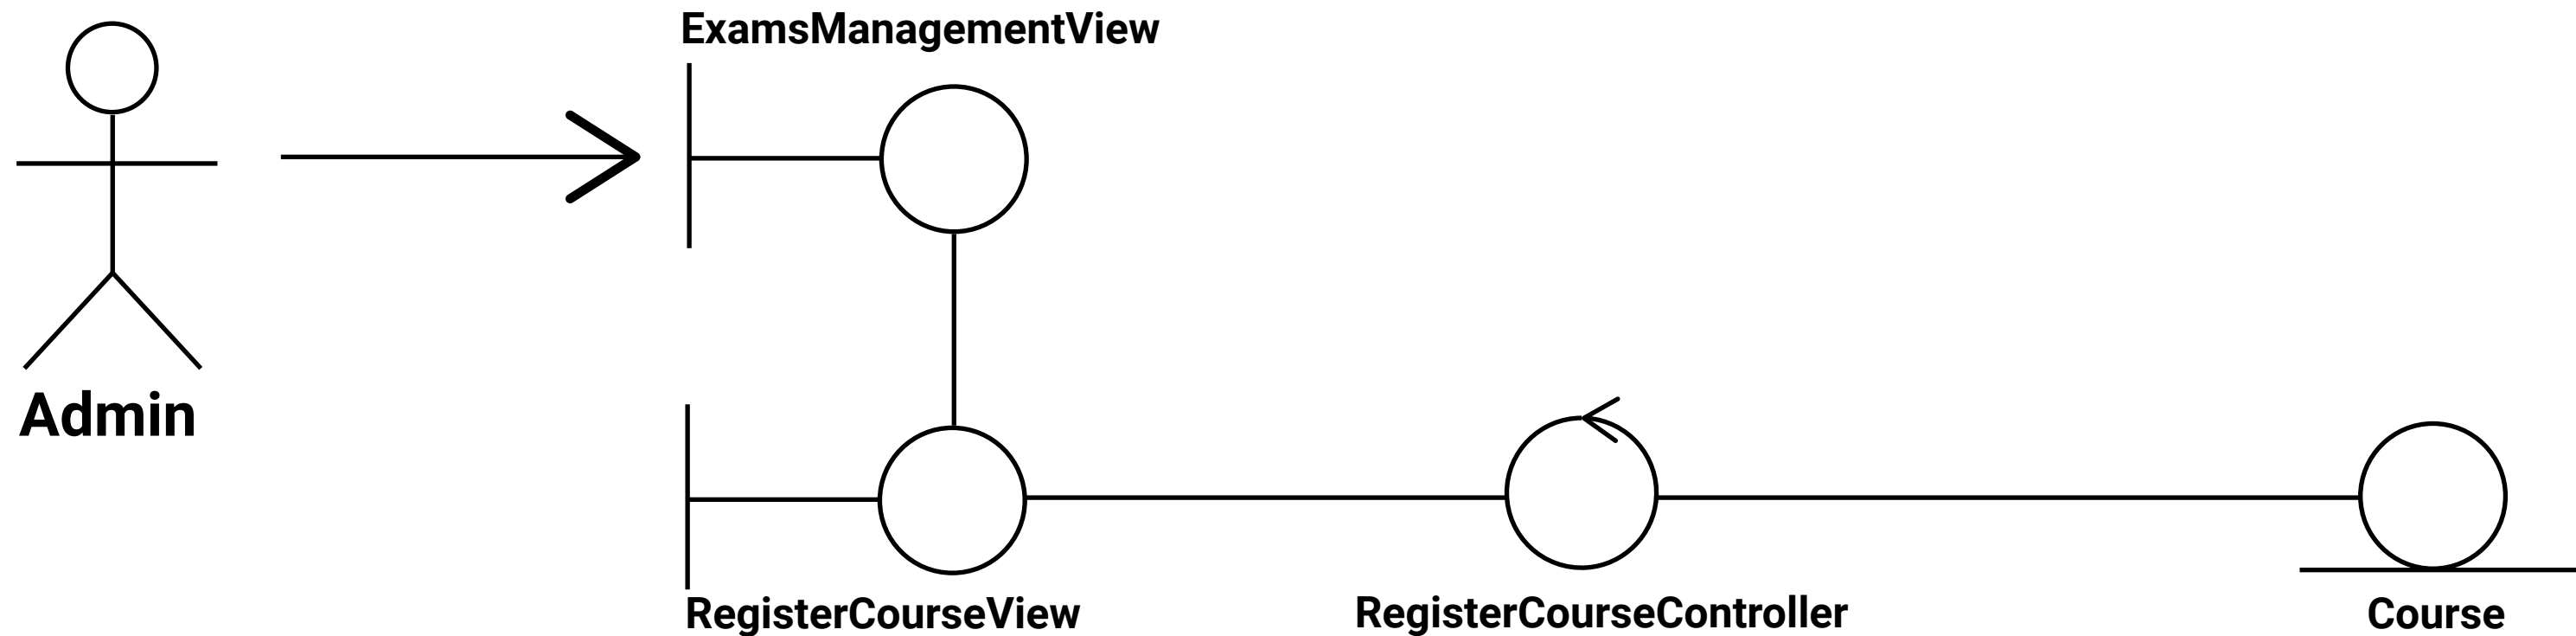 ExamsManagementView
Admin
RegisterCourseView
RegisterCourseController
Course